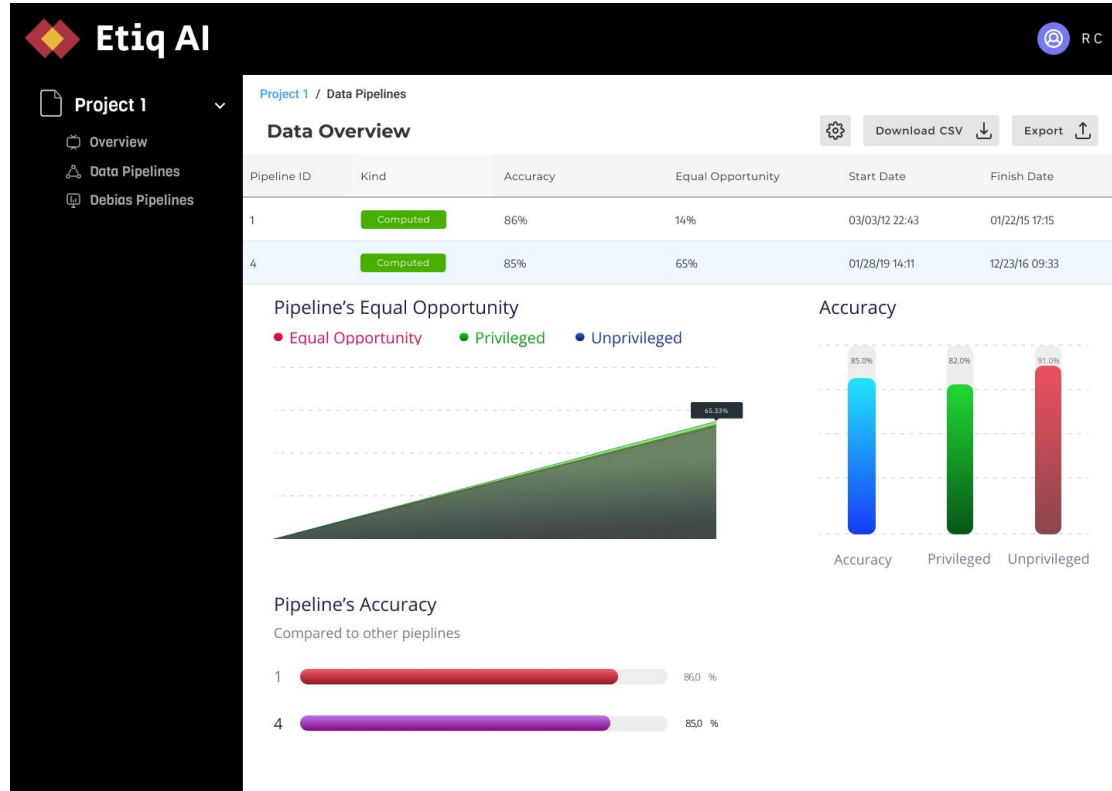 Etiq AI
R C
Project 1
Overview
Data Pipelines
Debias Pipelines
Project 1 / Data Pipelines
Data Overview
Download CSV
Export
Pipeline ID Kind Accuracy Equal Opportunity Start Date Finish Date
1 Computed 86% 14% 03/03/12 22:43 01/22/15 17:15
4 Computed 85% 65% 01/28/19 14:11 12/23/16 09:33
Pipeline's Equal Opportunity
Equal Opportunity Privileged Unprivileged
65.33%
Accuracy
85.0% 82.0% 91.0%
Accuracy Privileged Unprivileged
Pipeline's Accuracy
Compared to other pieplines
1 86,0 %
4 85,0 %